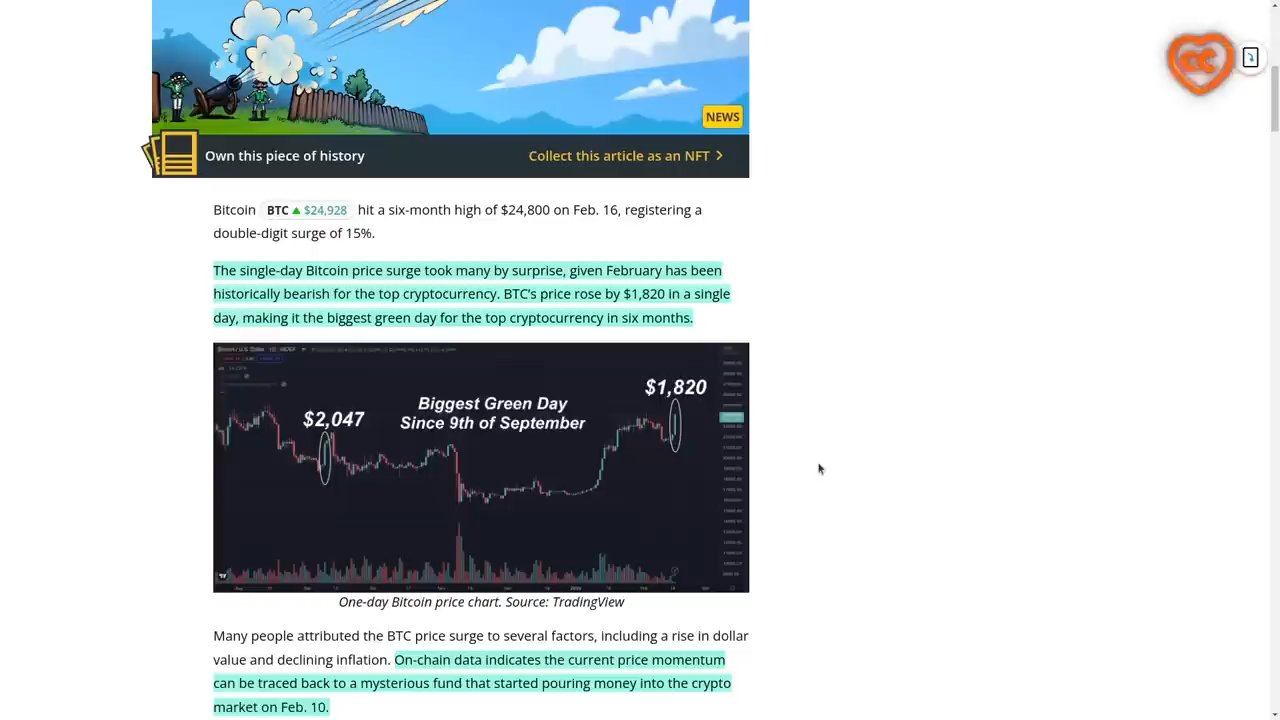 CC
NEWS
Own this piece of history
Collect this article as an NFT >
Bitcoin BTC ▲ $24,928 hit a six-month high of $24,800 on Feb. 16, registering a
double-digit surge of 15%.
The single-day Bitcoin price surge took many by surprise, given February has been
historically bearish for the top cryptocurrency. BTC’s price rose by $1,820 in a single
day, making it the biggest green day for the top cryptocurrency in six months.
$1,820
Biggest Green Day
$2,047
Since 9th of September
One-day Bitcoin price chart. Source: TradingView
Many people attributed the BTC price surge to several factors, including a rise in dollar
value and declining inflation. On-chain data indicates the current price momentum
can be traced back to a mysterious fund that started pouring money into the crypto
market on Feb. 10.